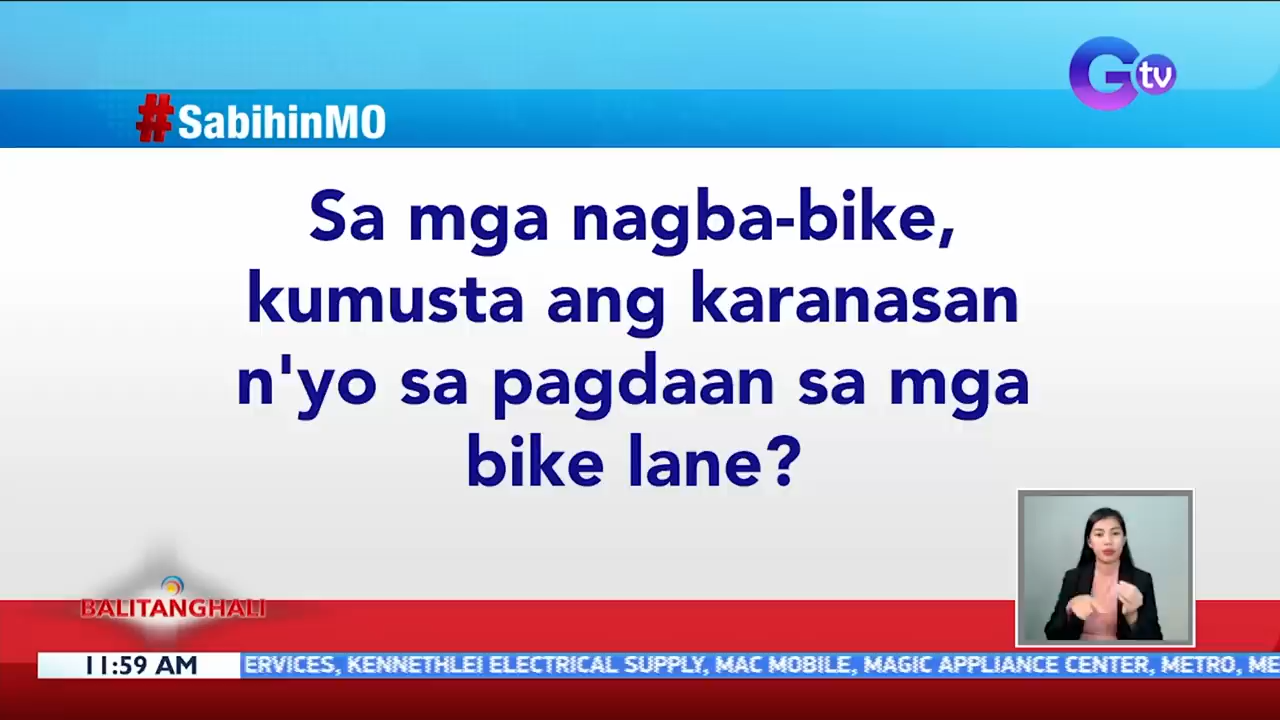 #SabihinMO
Gtv
Sa mga nagba-bike,
kumusta ang karanasan
n'yo sa pagdaan sa mga
bike lane?
BALITANGHALI
11:59 AM
ERVICES, KENNETHLEI ELECTRICAL SUPPLY, MAC MOBILE, MAGIC APPLIANCE CENTER, METRO, ME